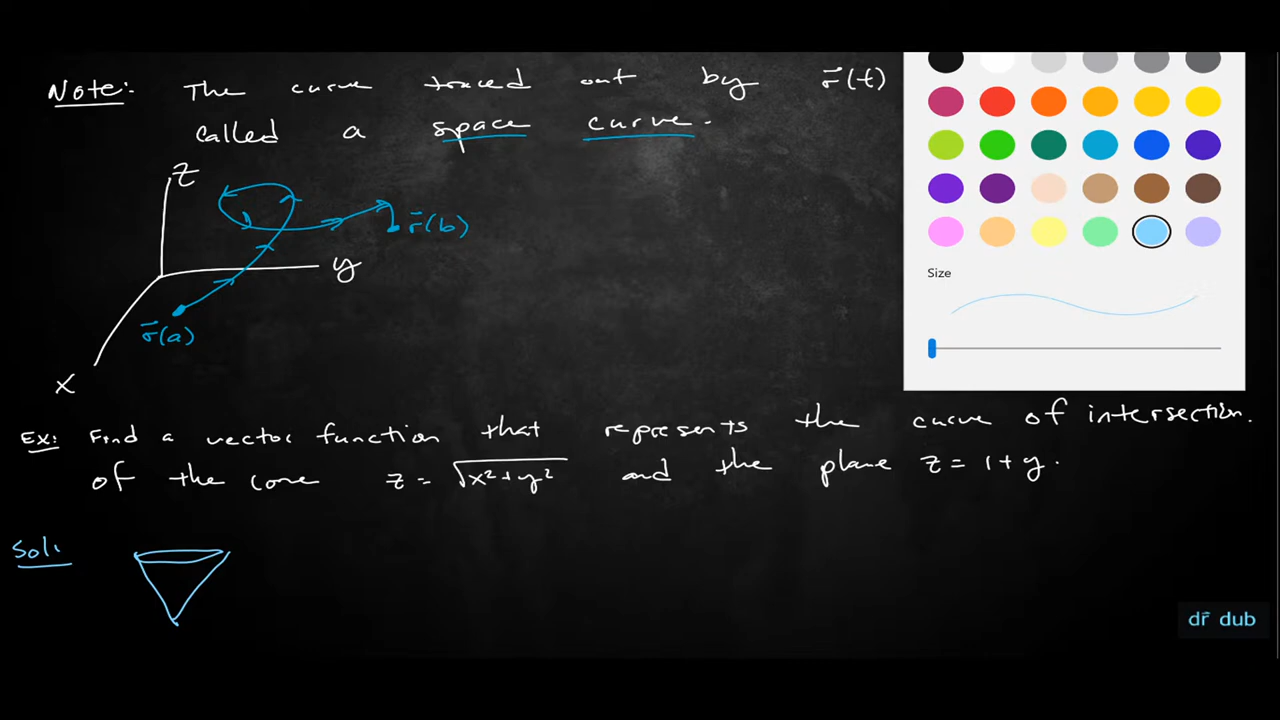 Note: The curve traced out by r⃗(t)
called a space curve.
z
r⃗(b)
y
r⃗(a)
x
Size
Ex: Find a vector function that represents the curve of intersection.
of the cone z = √x²+y² and the plane z = 1+y.
Sol:
dr⃗ dub